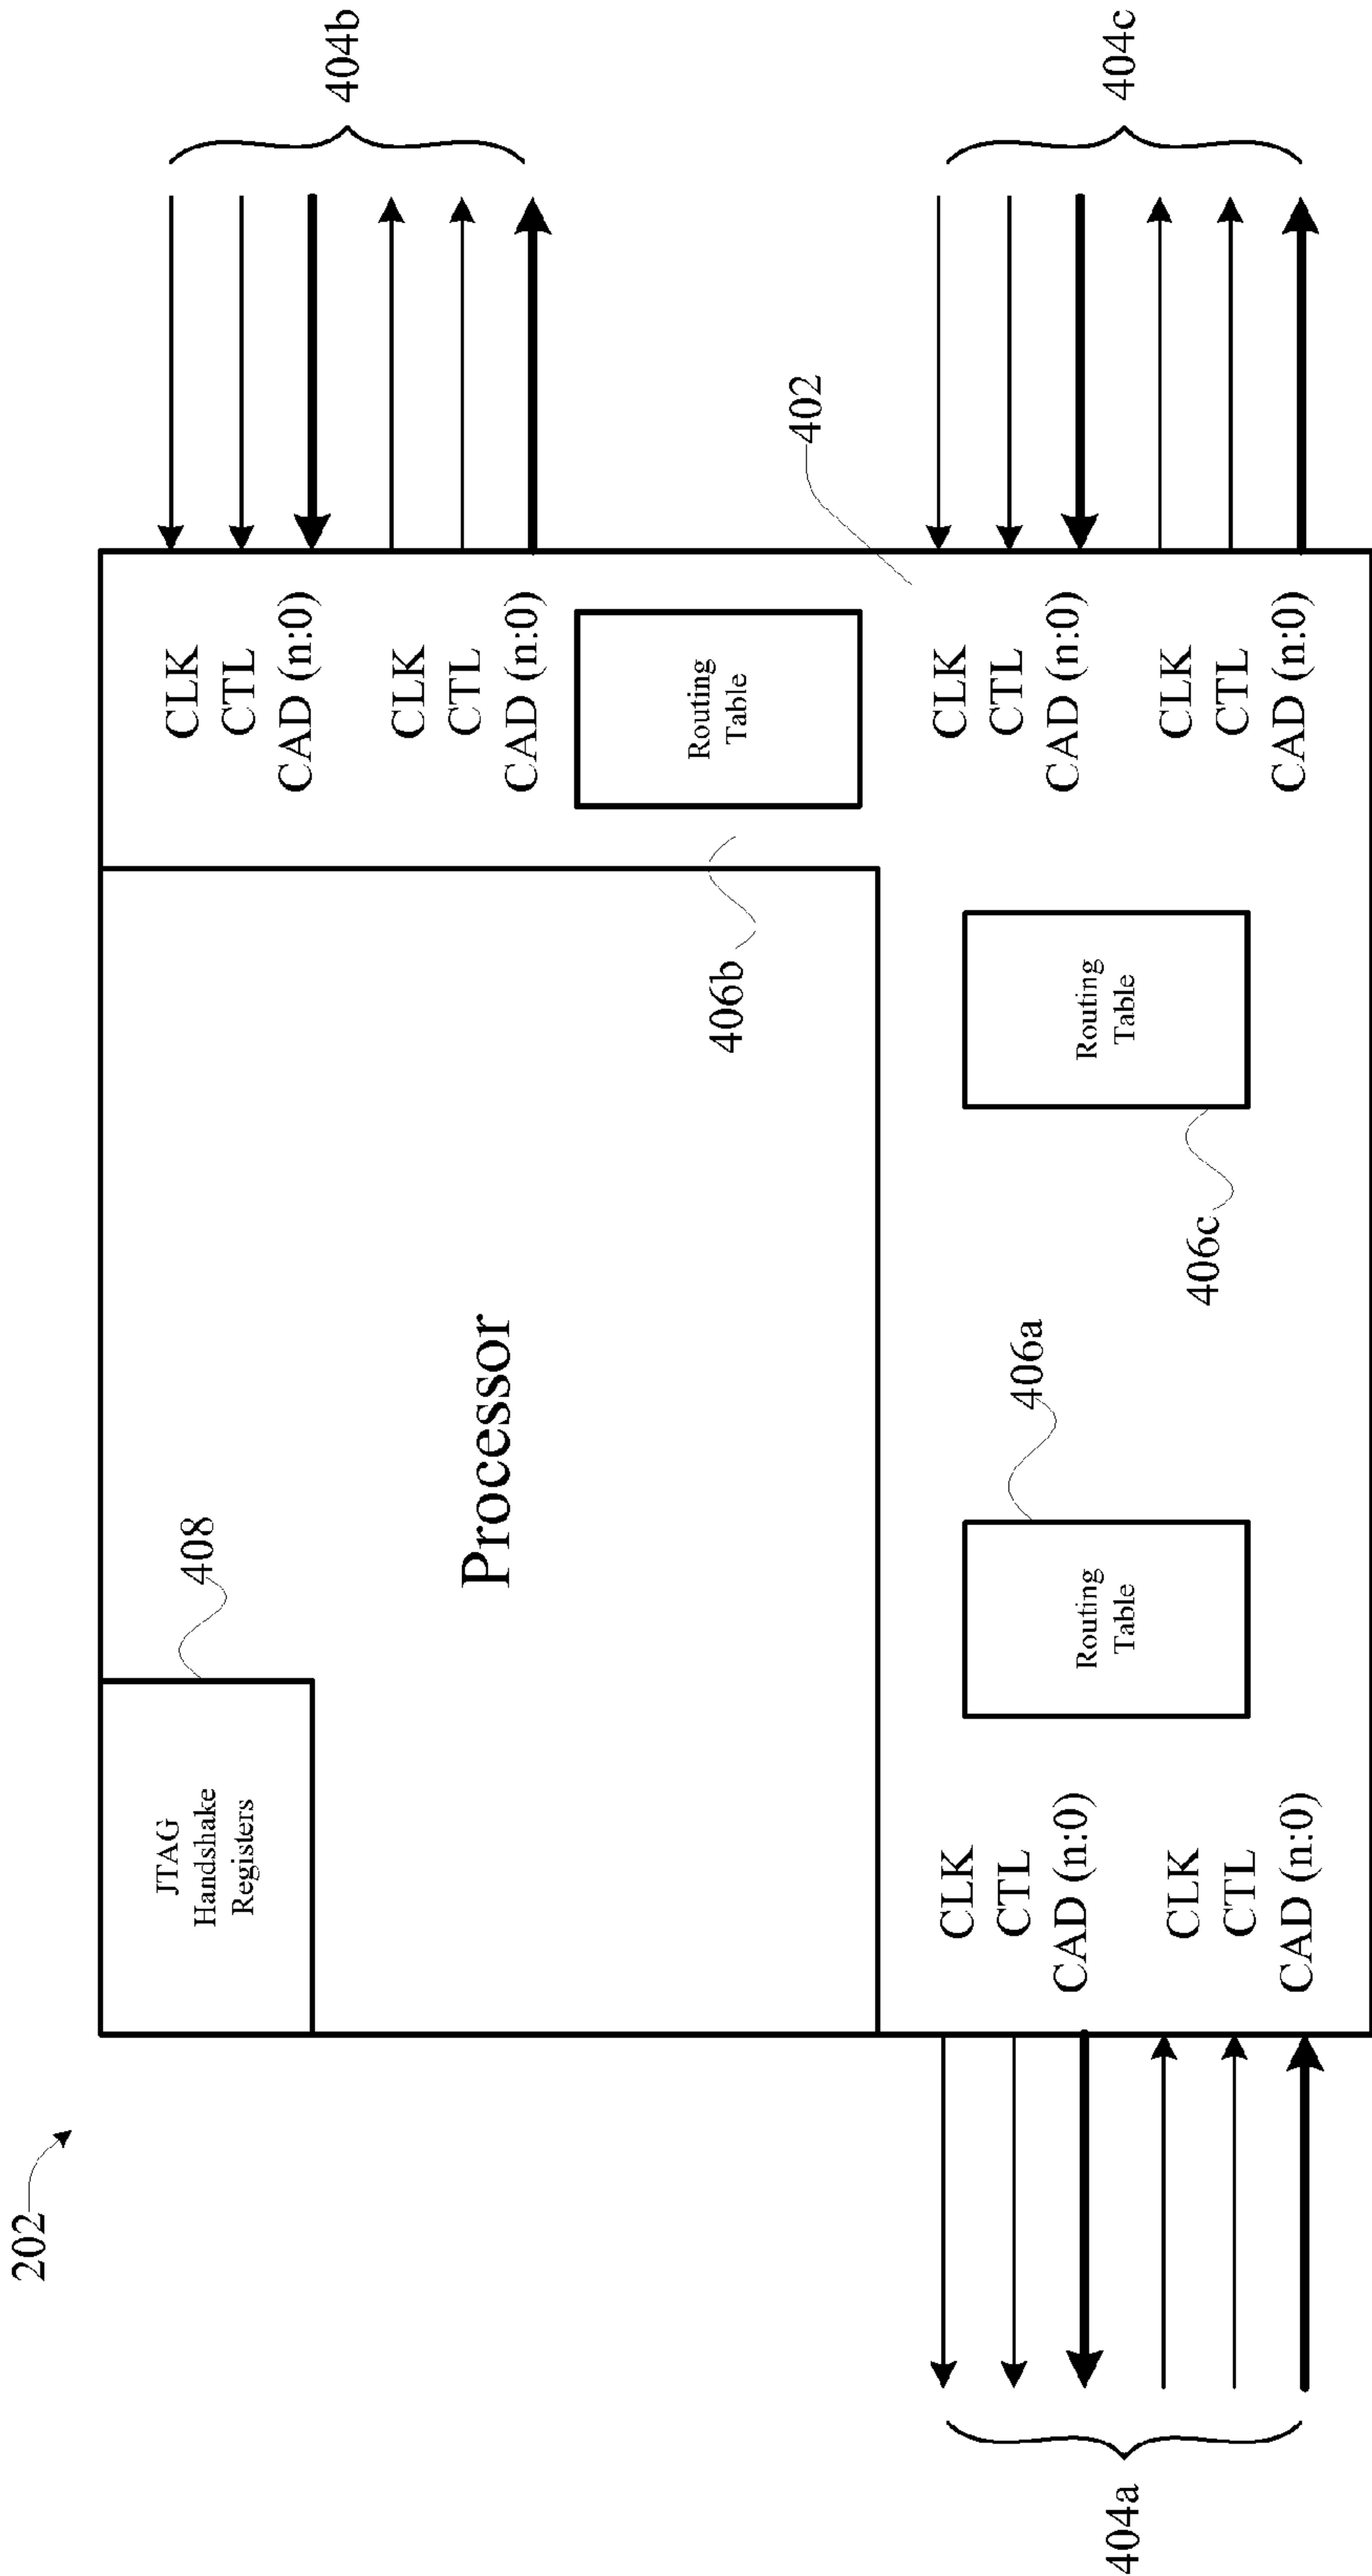 202
JTAG
Handshake
Registers
408
Processor
CLK
CTL
CAD (n:0)
CLK
CTL
CAD (n:0)
404b
Routing
Table
406b
402
CLK
CTL
CAD (n:0)
CLK
CTL
CAD (n:0)
404a
Routing
Table
406a
Routing
Table
406c
CLK
CTL
CAD (n:0)
CLK
CTL
CAD (n:0)
404c